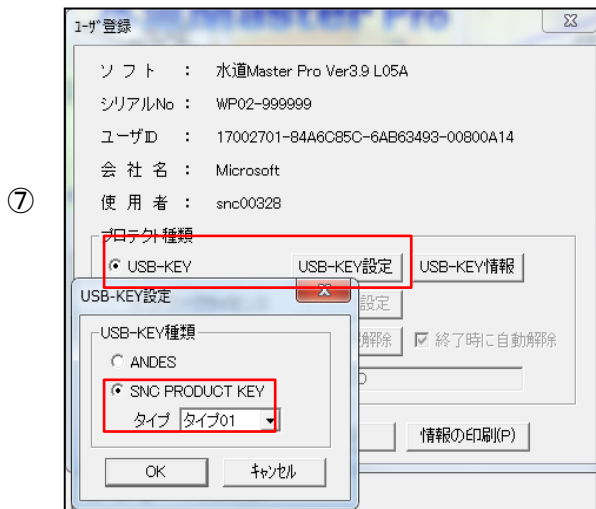 Master Pro
ユーザ登録
ソフト : 水道Master Pro Ver3.9 L05A
シリアルNo : WP02-999999
ユーザID : 17002701-84A6C85C-6AB63493-00800A14
会社名 : Microsoft
⑦
使用者 : snc00328
プロテクト種類
USB-KEY USB-KEY設定 USB-KEY情報
USB-KEY設定
設定
USB-KEY種類
解除 終了時に自動解除
ANDES
SNC PRODUCT KEY
タイプ タイプ01
情報の印刷(P)
OK キャンセル